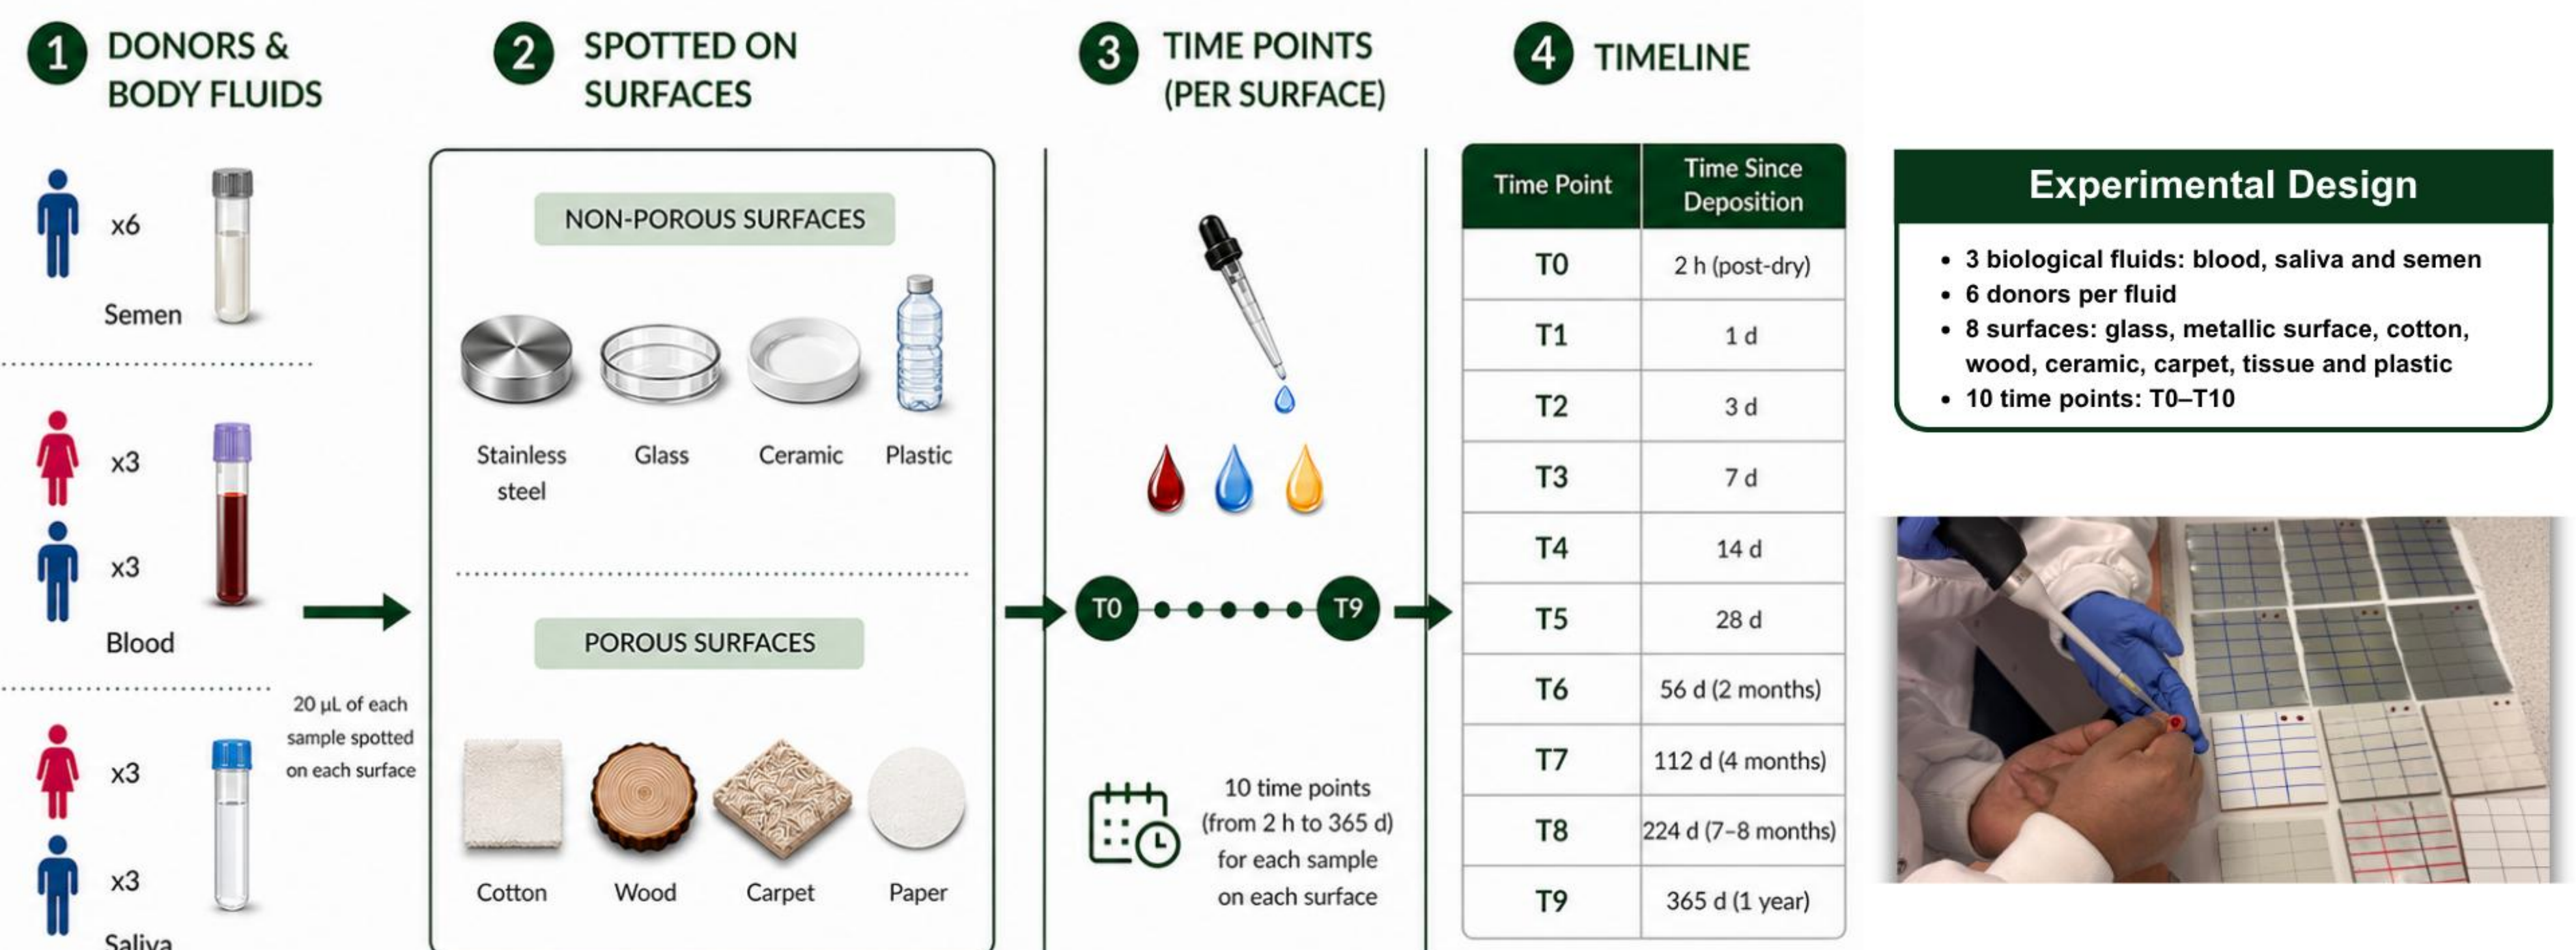 1 DONORS &
BODY FLUIDS
x6
Semen
x3
x3
Blood
x3
x3
Saliva
20 µL of each
sample spotted
on each surface
2 SPOTTED ON
SURFACES
NON-POROUS SURFACES
Stainless
steel
Glass
Ceramic
Plastic
POROUS SURFACES
Cotton
Wood
Carpet
Paper
3 TIME POINTS
(PER SURFACE)
T0
T9
10 time points
(from 2 h to 365 d)
for each sample
on each surface
4 TIMELINE
Time Point
Time Since
Deposition
T0 2 h (post-dry)
T1 1 d
T2 3 d
T3 7 d
T4 14 d
T5 28 d
T6 56 d (2 months)
T7 112 d (4 months)
T8 224 d (7–8 months)
T9 365 d (1 year)
Experimental Design
• 3 biological fluids: blood, saliva and semen
• 6 donors per fluid
• 8 surfaces: glass, metallic surface, cotton,
wood, ceramic, carpet, tissue and plastic
• 10 time points: T0–T10